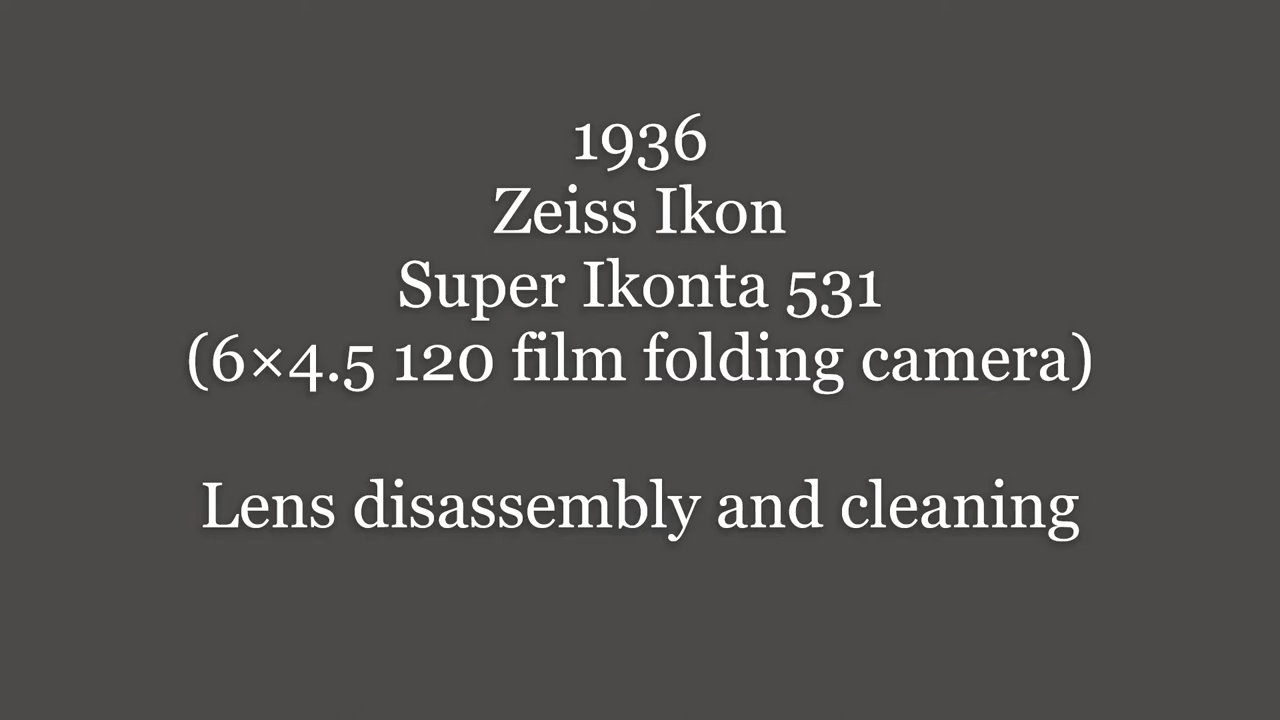 1936
Zeiss Ikon
Super Ikonta 531
(6×4.5 120 film folding camera)
Lens disassembly and cleaning